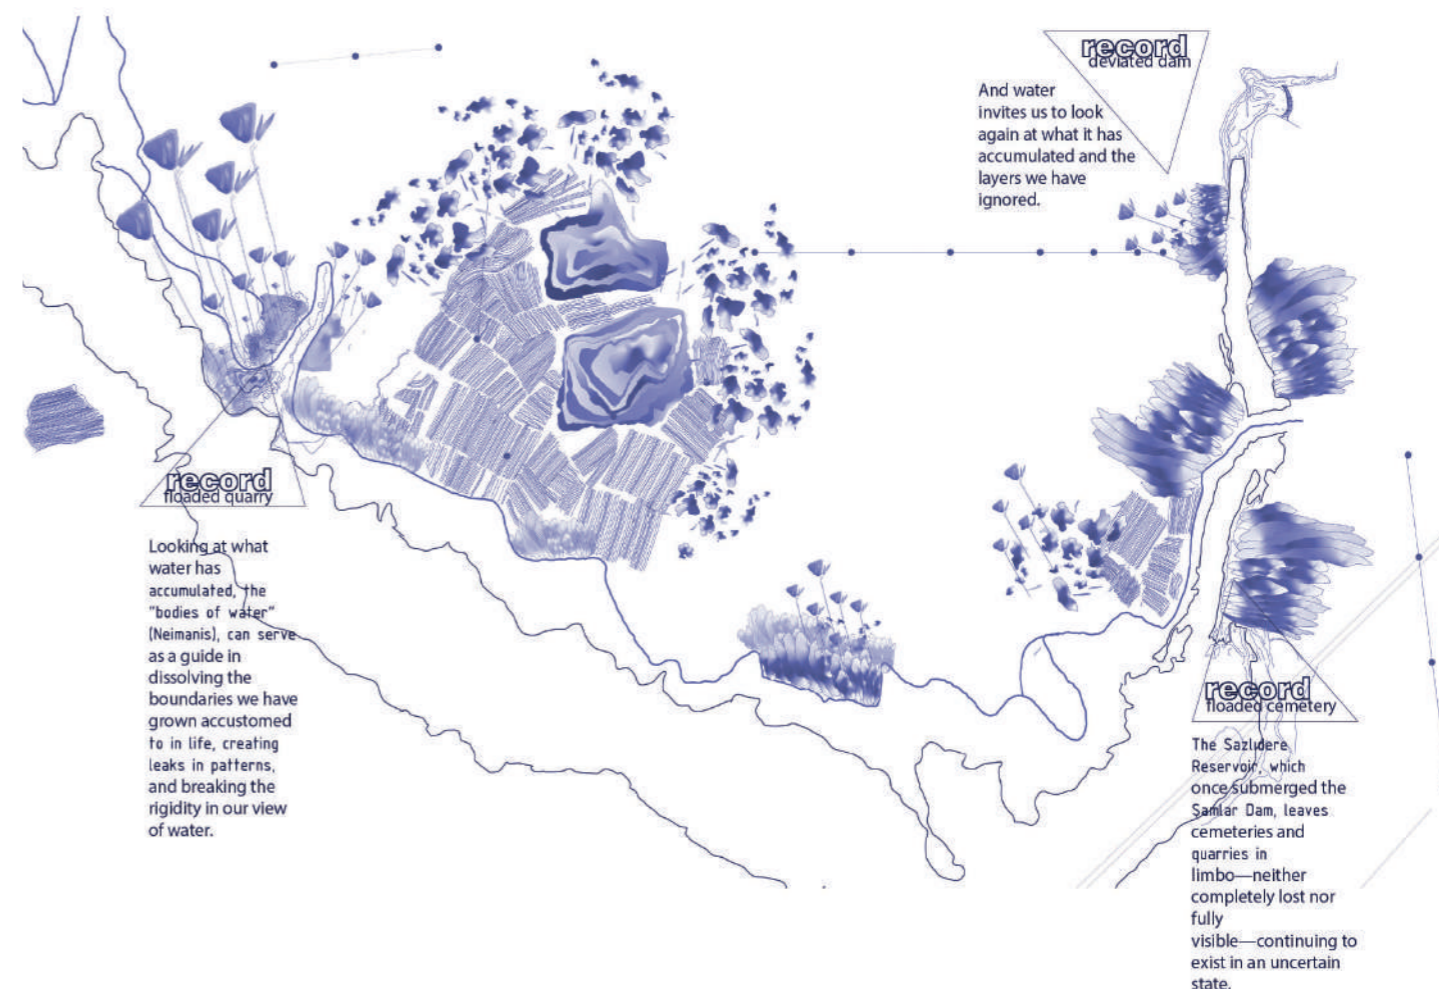 record
deviated dam
And water
invites us to look
again at what it has
accumulated and the
layers we have
ignored.
record
floaded quarry
Looking at what
water has
accumulated, the
"bodies of water"
(Neimanis), can serve
as a guide in
dissolving the
boundaries we have
grown accustomed
to in life, creating
leaks in patterns,
and breaking the
rigidity in our view
of water.
record
floaded cemetery
The Sazlıdere
Reservoir, which
once submerged the
Şamlar Dam, leaves
cemeteries and
quarries in
limbo—neither
completely lost nor
fully
visible—continuing to
exist in an uncertain
state.